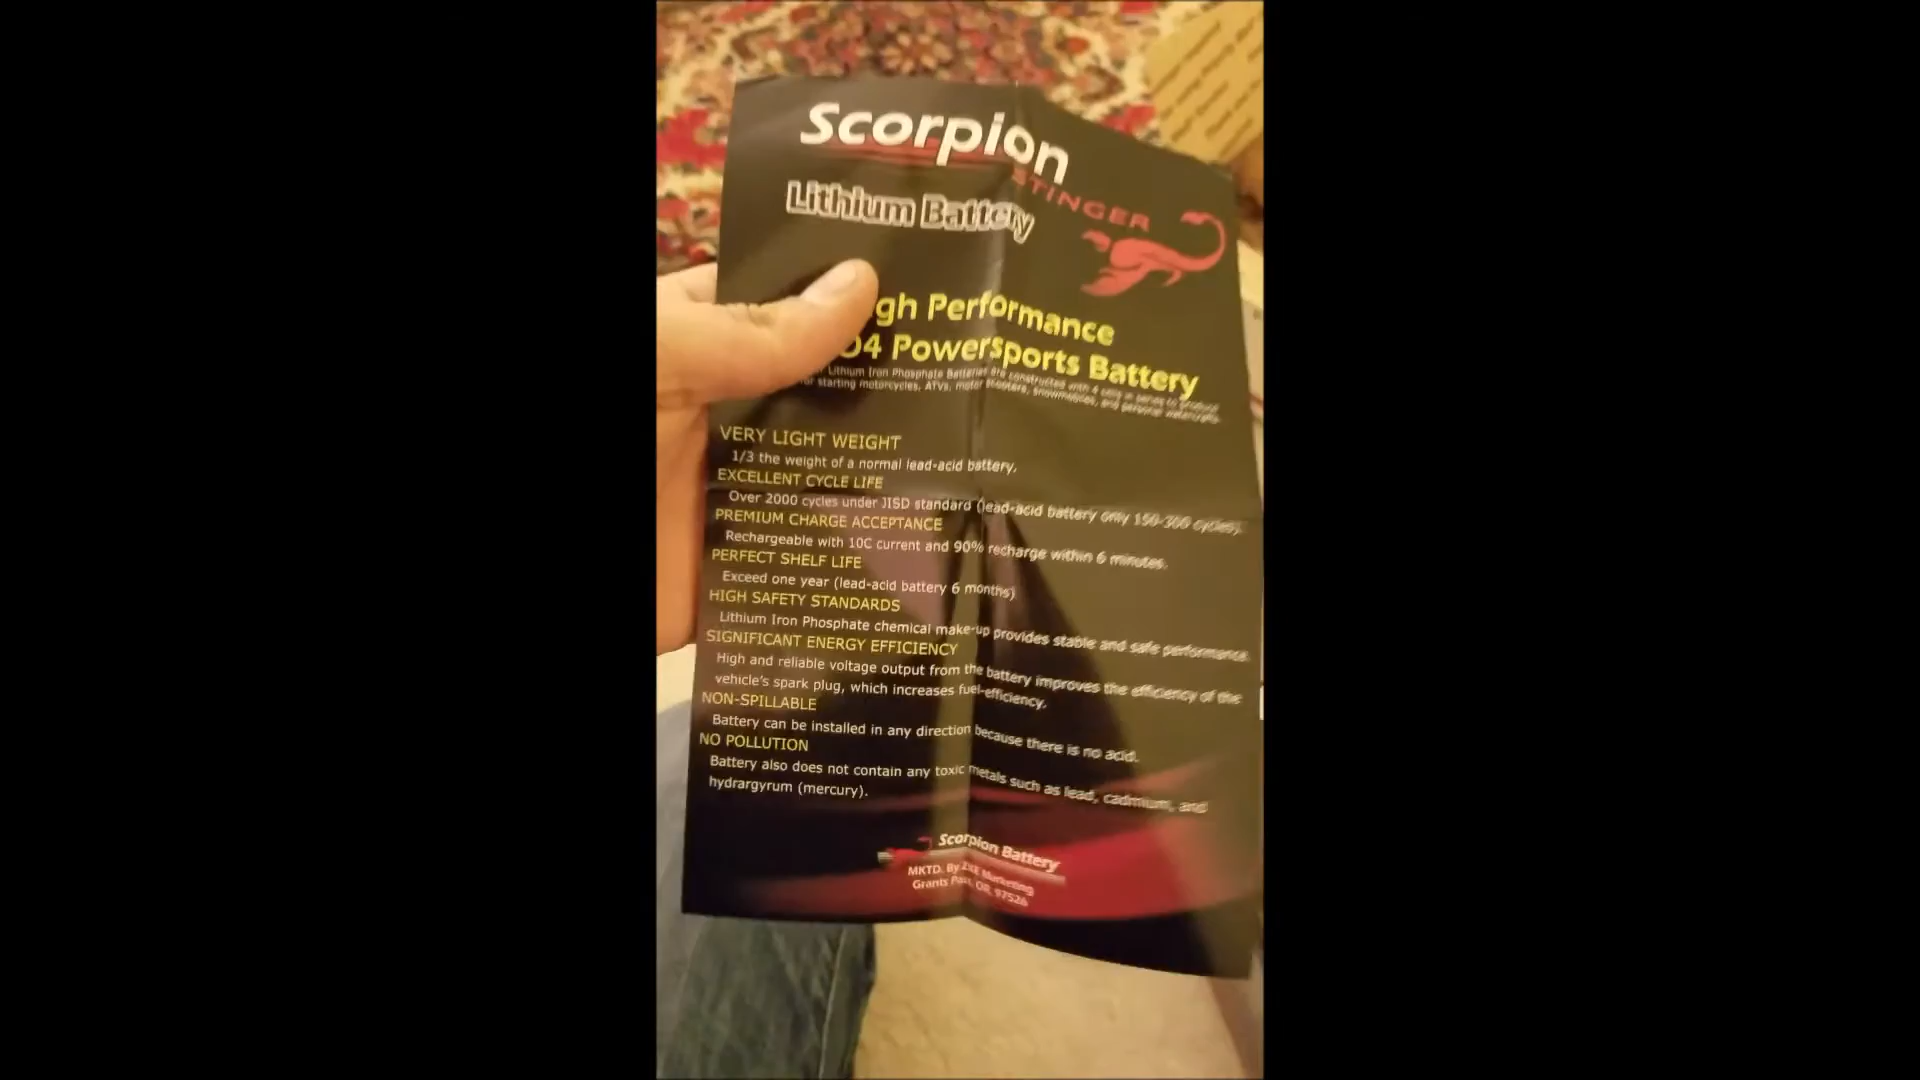 Scorpion
STINGER
Lithium Battery
gh Performance
O4 Powersports Battery
Lithium Iron Phosphate Batteries are constructed with 4 cells in series to produce
starting motorcycles, ATVs, motor scooters, snowmobiles, and personal watercrafts.
VERY LIGHT WEIGHT
1/3 the weight of a normal lead-acid battery.
EXCELLENT CYCLE LIFE
Over 2000 cycles under JISD standard (lead-acid battery only 150-300 cycles).
PREMIUM CHARGE ACCEPTANCE
Rechargeable with 10C current and 90% recharge within 6 minutes.
PERFECT SHELF LIFE
Exceed one year (lead-acid battery 6 months)
HIGH SAFETY STANDARDS
Lithium Iron Phosphate chemical make-up provides stable and safe performance.
SIGNIFICANT ENERGY EFFICIENCY
High and reliable voltage output from the battery improves the efficiency of the
vehicle's spark plug, which increases fuel-efficiency.
NON-SPILLABLE
Battery can be installed in any direction because there is no acid.
NO POLLUTION
Battery also does not contain any toxic metals such as lead, cadmium, and
hydrargyrum (mercury).
Scorpion Battery
MKTD. By Marketing
Grants Pass, OR, 97526